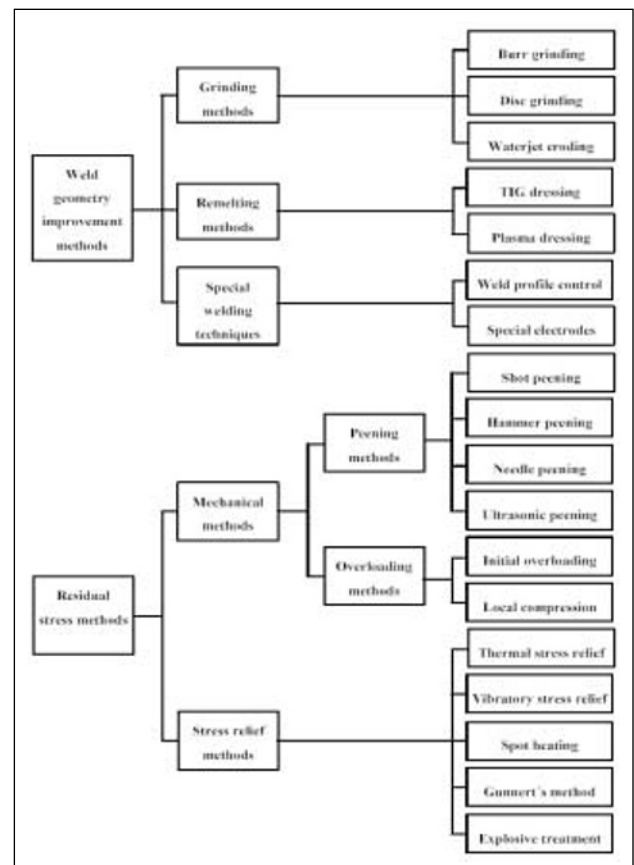 Weld
geometry
improvement
methods
Grinding
methods
Burr grinding
Disc grinding
Waterjet eroding
Remelting
methods
TIG dressing
Plasma dressing
Special
welding
techniques
Weld profile control
Special electrodes
Residual
stress methods
Mechanical
methods
Peening
methods
Shot peening
Hammer peening
Needle peening
Ultrasonic peening
Overloading
methods
Initial overloading
Local compression
Stress relief
methods
Thermal stress relief
Vibratory stress relief
Spot heating
Gunnert´s method
Explosive treatment